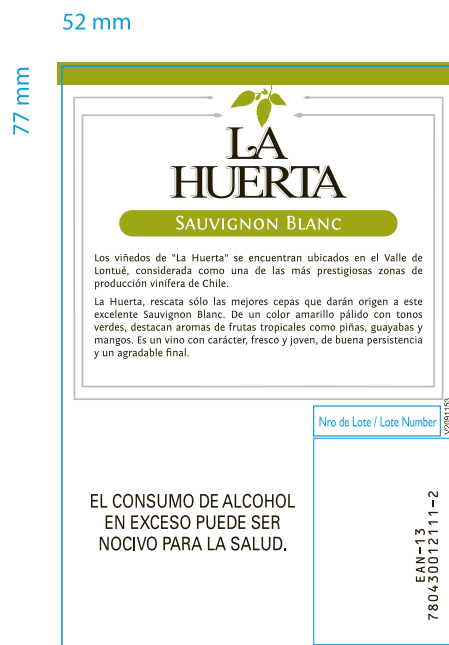 52 mm
77 mm
LA
HUERTA
SAUVIGNON BLANC
Los viñedos de "La Huerta" se encuentran ubicados en el Valle de
Lontué, considerada como una de las más prestigiosas zonas de
producción vinífera de Chile.
La Huerta, rescata sólo las mejores cepas que darán origen a este
excelente Sauvignon Blanc. De un color amarillo pálido con tonos
verdes, destacan aromas de frutas tropicales como piñas, guayabas y
mangos. Es un vino con carácter, fresco y joven, de buena persistencia
y un agradable final.
Nro de Lote / Lote Number
V2091153
EL CONSUMO DE ALCOHOL
EN EXCESO PUEDE SER
NOCIVO PARA LA SALUD.
EAN-13
780430012111-2